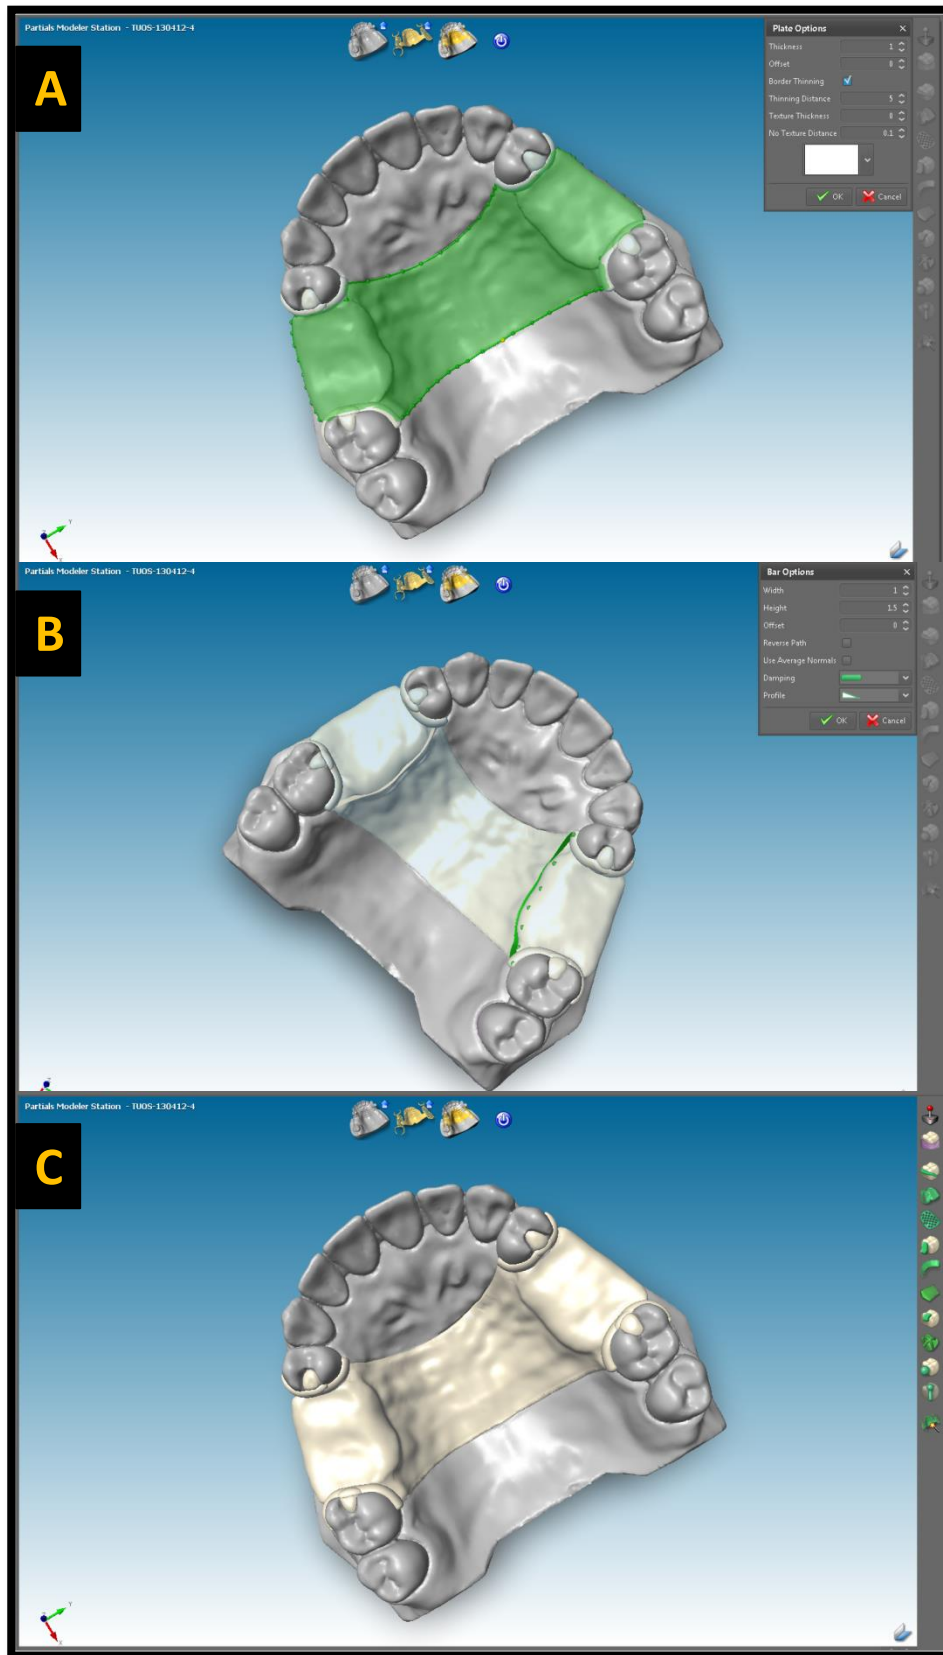 Partials Modeler Station - TUOS-130412-4
A
Plate Options
Thickness 1
Offset 0
Border Thinning
Thinning Distance 5
Texture Thickness 0
No Texture Distance 0.1
OK Cancel
Partials Modeler Station - TUOS-130412-4
B
Bar Options
Width 1
Height 1.5
Offset 0
Reverse Path
Use Average Normals
Damping
Profile
OK Cancel
Partials Modeler Station - TUOS-130412-4
C